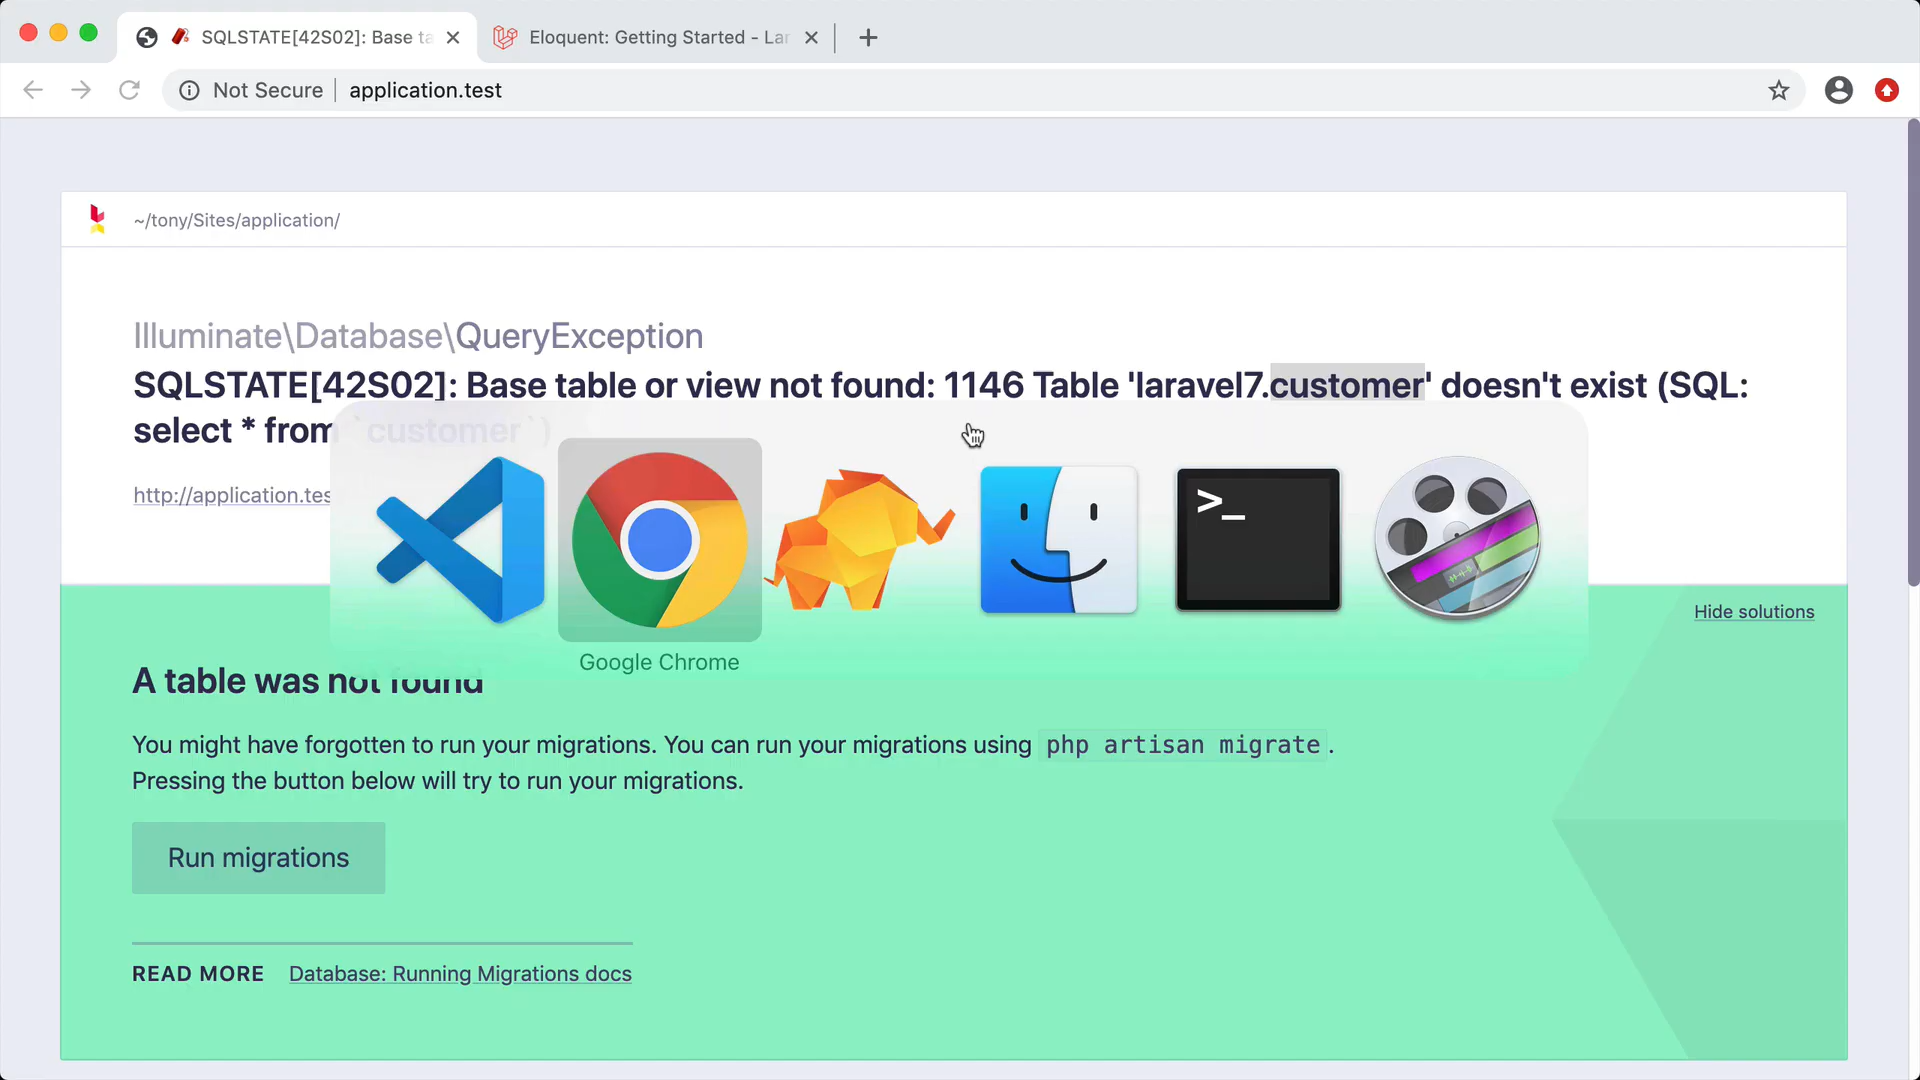 SQLSTATE[42S02]: Base ta
Eloquent: Getting Started - Lar
Not Secure
application.test
~/tony/Sites/application/
Illuminate\Database\QueryException
SQLSTATE[42S02]: Base table or view not found: 1146 Table 'laravel7.customer' doesn't exist (SQL:
select * from `customer`)
http://application.tes
>_
Google Chrome
Hide solutions
A table was not found
You might have forgotten to run your migrations. You can run your migrations using php artisan migrate.
Pressing the button below will try to run your migrations.
Run migrations
READ MORE
Database: Running Migrations docs